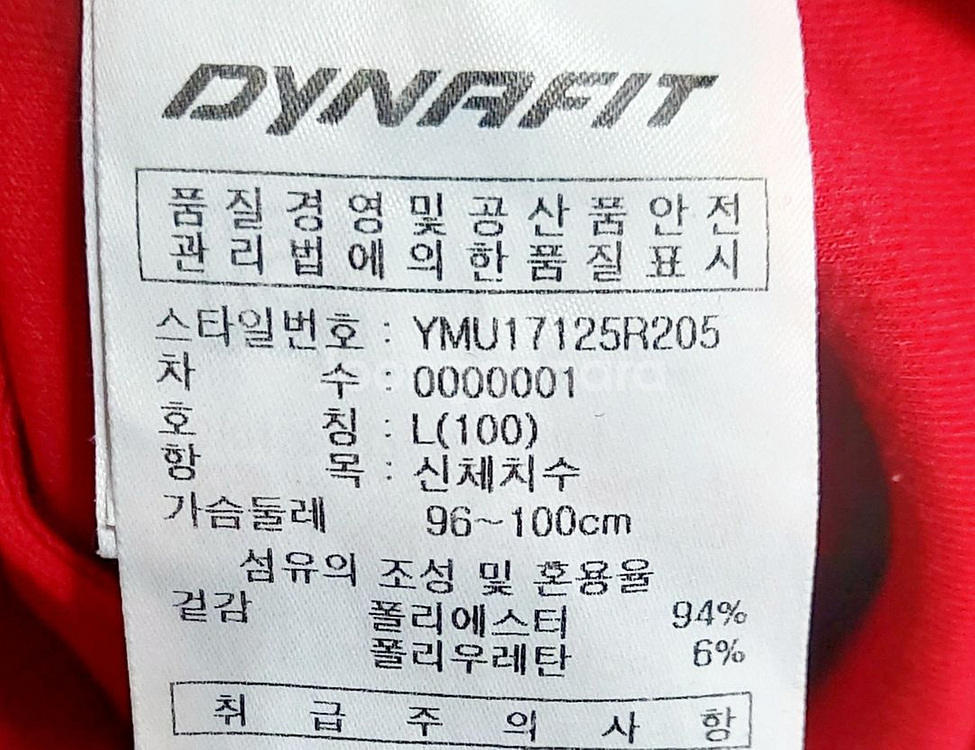 DYNAFIT
품질경영및공산품안전
관리법에의한품질표시
스타일번호 : YMU17125R205
차 수 : 0000001
호 칭 : L(100)
항 목 : 신체치수
가슴둘레 96~100cm
섬유의 조성 및 혼용율
겉감 폴리에스터 94%
폴리우레탄 6%
취 급 주 의 사 항